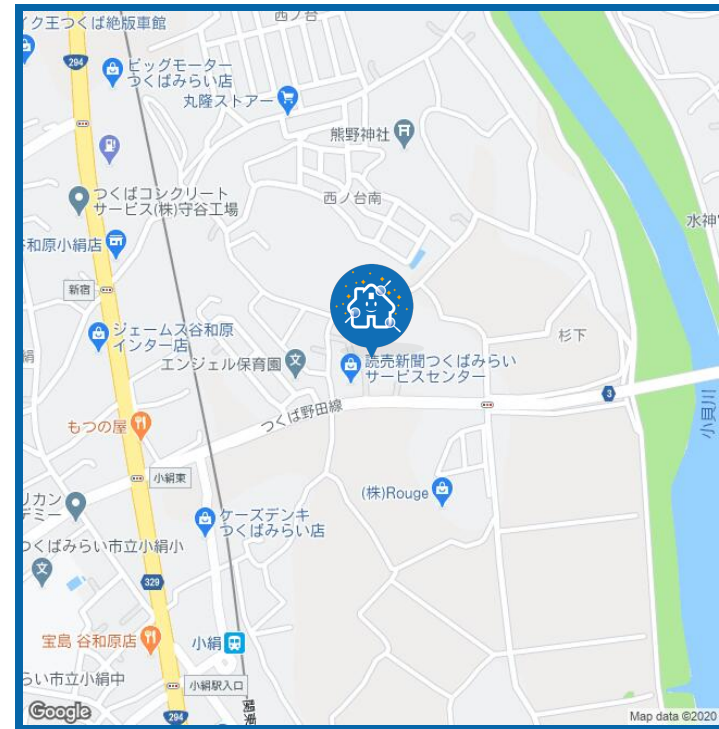 イク王つくば絶版車館
西ノ台
294
ビッグモーター
つくばみらい店
丸隆ストアー
熊野神社
つくばコンクリート
サービス(株)守谷工場
西ノ台南
水神
和原小絹店
新宿
ジェームス谷和原
インター店
杉下
絹
エンジェル保育園
文
読売新聞つくばみらい
サービスセンター
3
つくば野田線
小貝川
もつの屋
小絹東
(株)Rouge
リカン
デミー
ケーズデンキ
つくばみらい店
つくばみらい市立小絹小
文
329
宝島 谷和原店
小絹
らい市立小絹中
小絹駅入口
294
Google
Map data ©2020